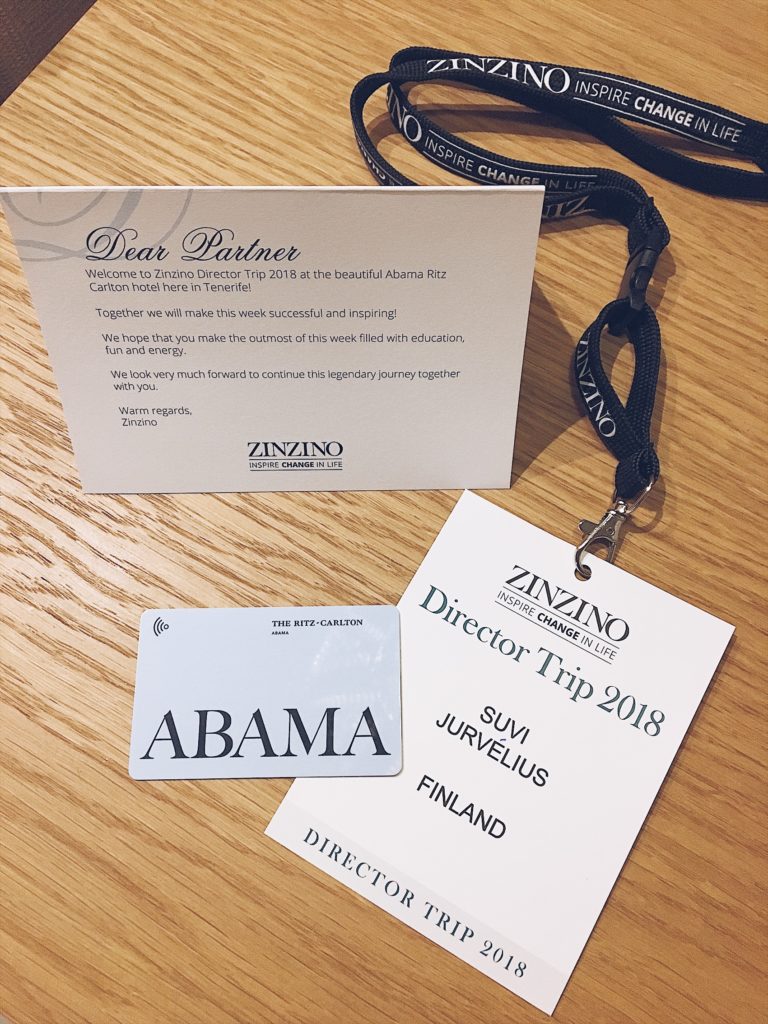 ZINZINO INSPIRE CHANGE IN LIFE
ZINZINO INSPIRE CHANGE IN LIFE
Dear Partner
Welcome to Zinzino Director Trip 2018 at the beautiful Abama Ritz
Carlton hotel here in Tenerife!
Together we will make this week successful and inspiring!
We hope that you make the outmost of this week filled with education,
fun and energy.
We look very much forward to continue this legendary journey together
with you.
Warm regards,
Zinzino
ZINZINO
INSPIRE CHANGE IN LIFE
ZINZINO
ZINZINO
INSPIRE CHANGE IN LIFE
Director Trip 2018
SUVI
JURVÉLIUS
FINLAND
DIRECTOR TRIP 2018
THE RITZ-CARLTON
ABAMA
ABAMA